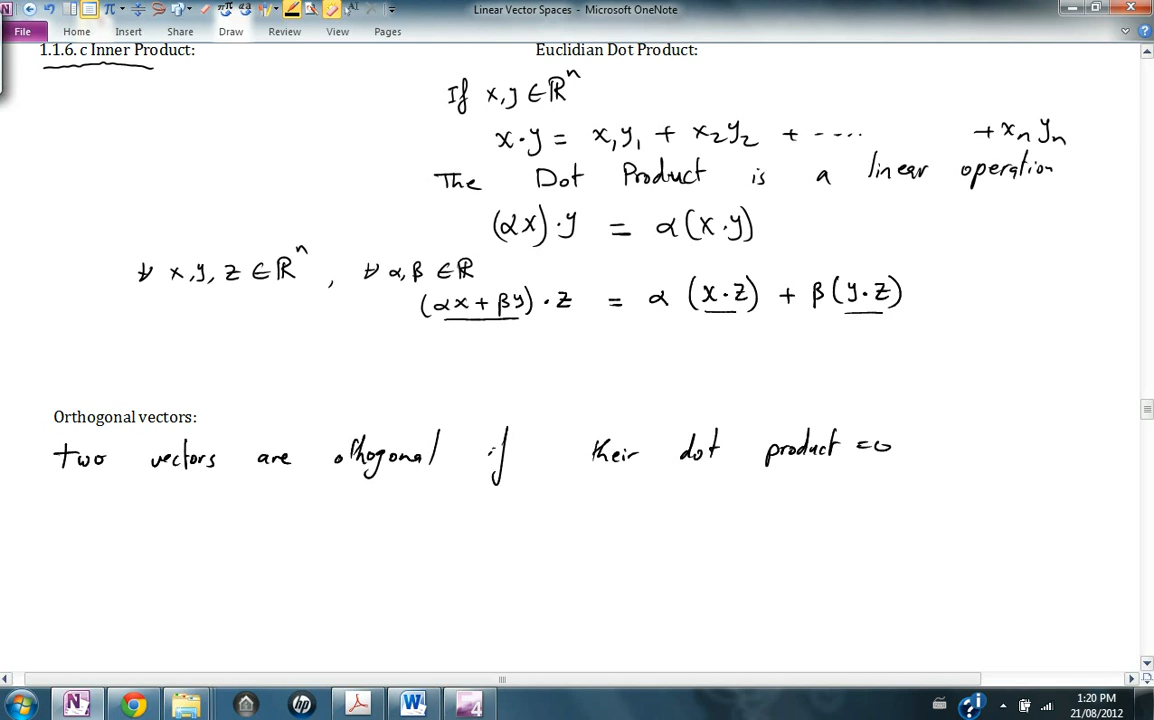 Linear Vector Spaces - Microsoft OneNote
File Home Insert Share Draw Review View Pages
1.1.6. c Inner Product: Euclidian Dot Product:
If x,y ∈ ℝⁿ
x·y = x₁y₁ + x₂y₂ + ---- + xₙyₙ
The Dot Product is a linear operation
(αx)·y = α(x·y)
∀ x,y,z ∈ ℝⁿ, ∀ α,β ∈ ℝ
(αx + βy)·z = α (x·z) + β(y·z)
Orthogonal vectors:
two vectors are othogonal if their dot product =0
1:20 PM
21/08/2012